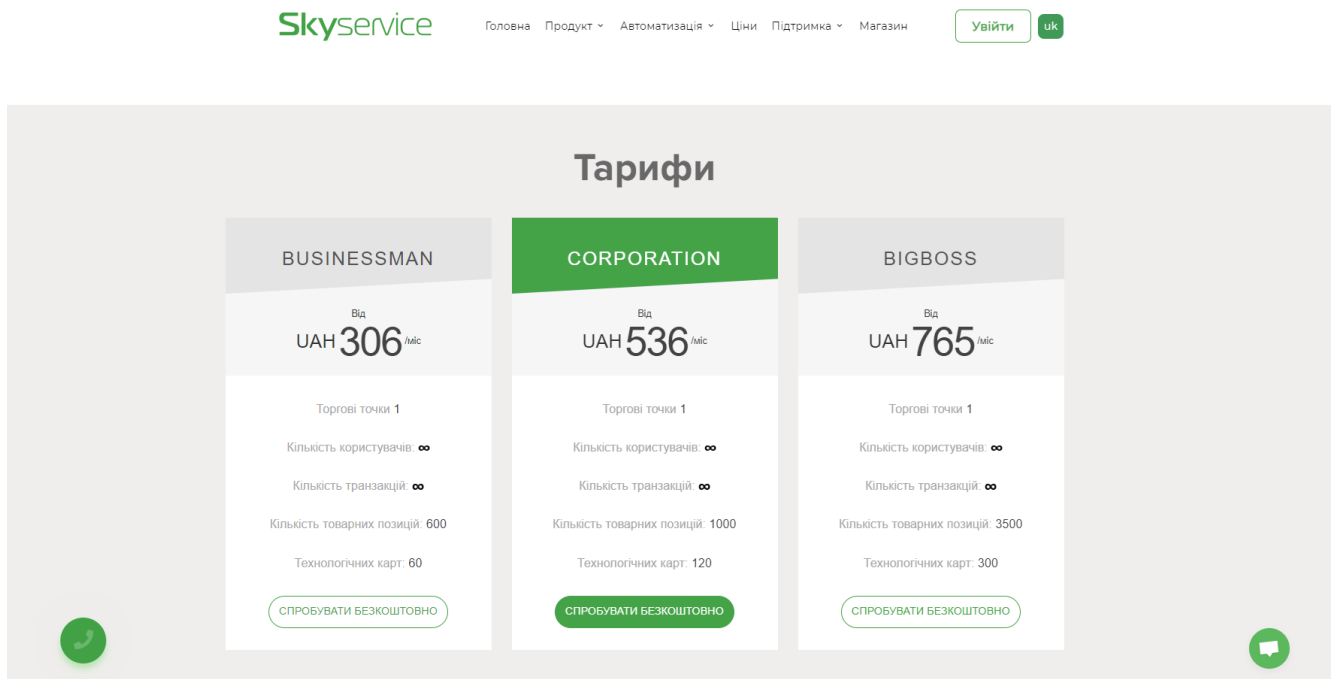 Skyservice
Головна Продукт Автоматизація Ціни Підтримка Магазин Увійти uk
Тарифи
BUSINESSMAN
Від
UAH 306 /міс
Торгові точки 1
Кількість користувачів: ∞
Кількість транзакцій: ∞
Кількість товарних позицій: 600
Технологічних карт: 60
СПРОБУВАТИ БЕЗКОШТОВНО
CORPORATION
Від
UAH 536 /міс
Торгові точки 1
Кількість користувачів: ∞
Кількість транзакцій: ∞
Кількість товарних позицій: 1000
Технологічних карт: 120
СПРОБУВАТИ БЕЗКОШТОВНО
BIGBOSS
Від
UAH 765 /міс
Торгові точки 1
Кількість користувачів: ∞
Кількість транзакцій: ∞
Кількість товарних позицій: 3500
Технологічних карт: 300
СПРОБУВАТИ БЕЗКОШТОВНО